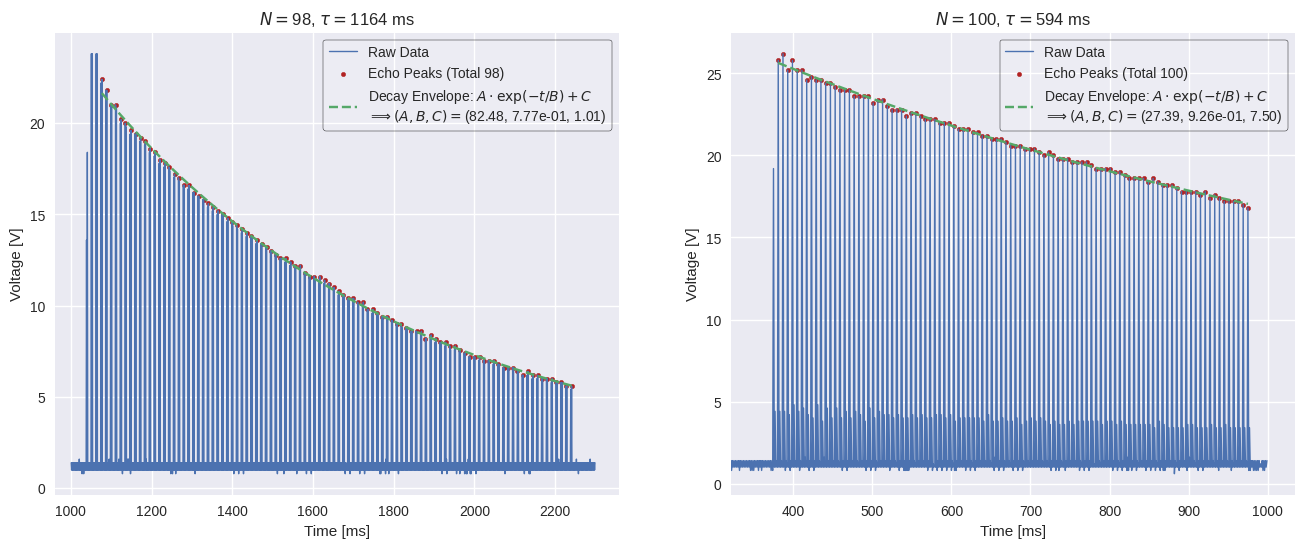 N = 98, τ = 1164 ms
Raw Data
Echo Peaks (Total 98)
Decay Envelope: A · exp(−t/B) + C
⟹ (A, B, C) = (82.48, 7.77e-01, 1.01)
Voltage [V]
20
15
10
5
0
1000 1200 1400 1600 1800 2000 2200
Time [ms]
N = 100, τ = 594 ms
Raw Data
Echo Peaks (Total 100)
Decay Envelope: A · exp(−t/B) + C
⟹ (A, B, C) = (27.39, 9.26e-01, 7.50)
Voltage [V]
25
20
15
10
5
0
400 500 600 700 800 900 1000
Time [ms]